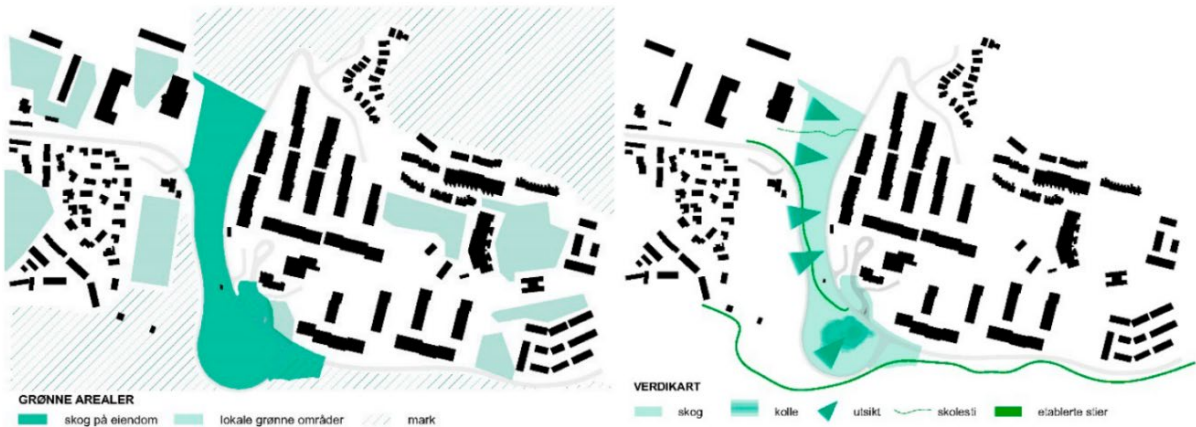 GRØNNE AREALER
skog på eiendom
lokale grønne områder
mark
VERDIKART
skog
kolle
utsikt
skolesti
etablerte stier